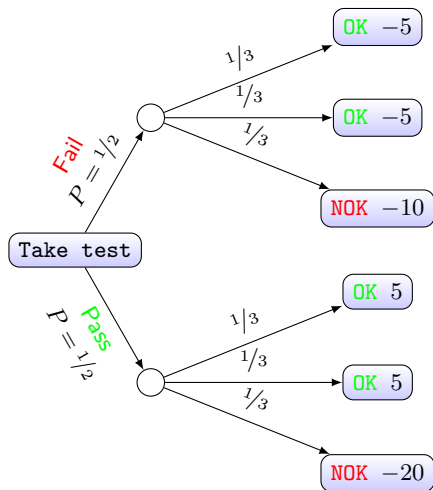 OK −5
1/3
OK −5
1/3
1/3
Fail
P = 1/2
NOK −10
Take test
OK 5
Pass
P = 1/2
1/3
1/3
OK 5
1/3
NOK −20